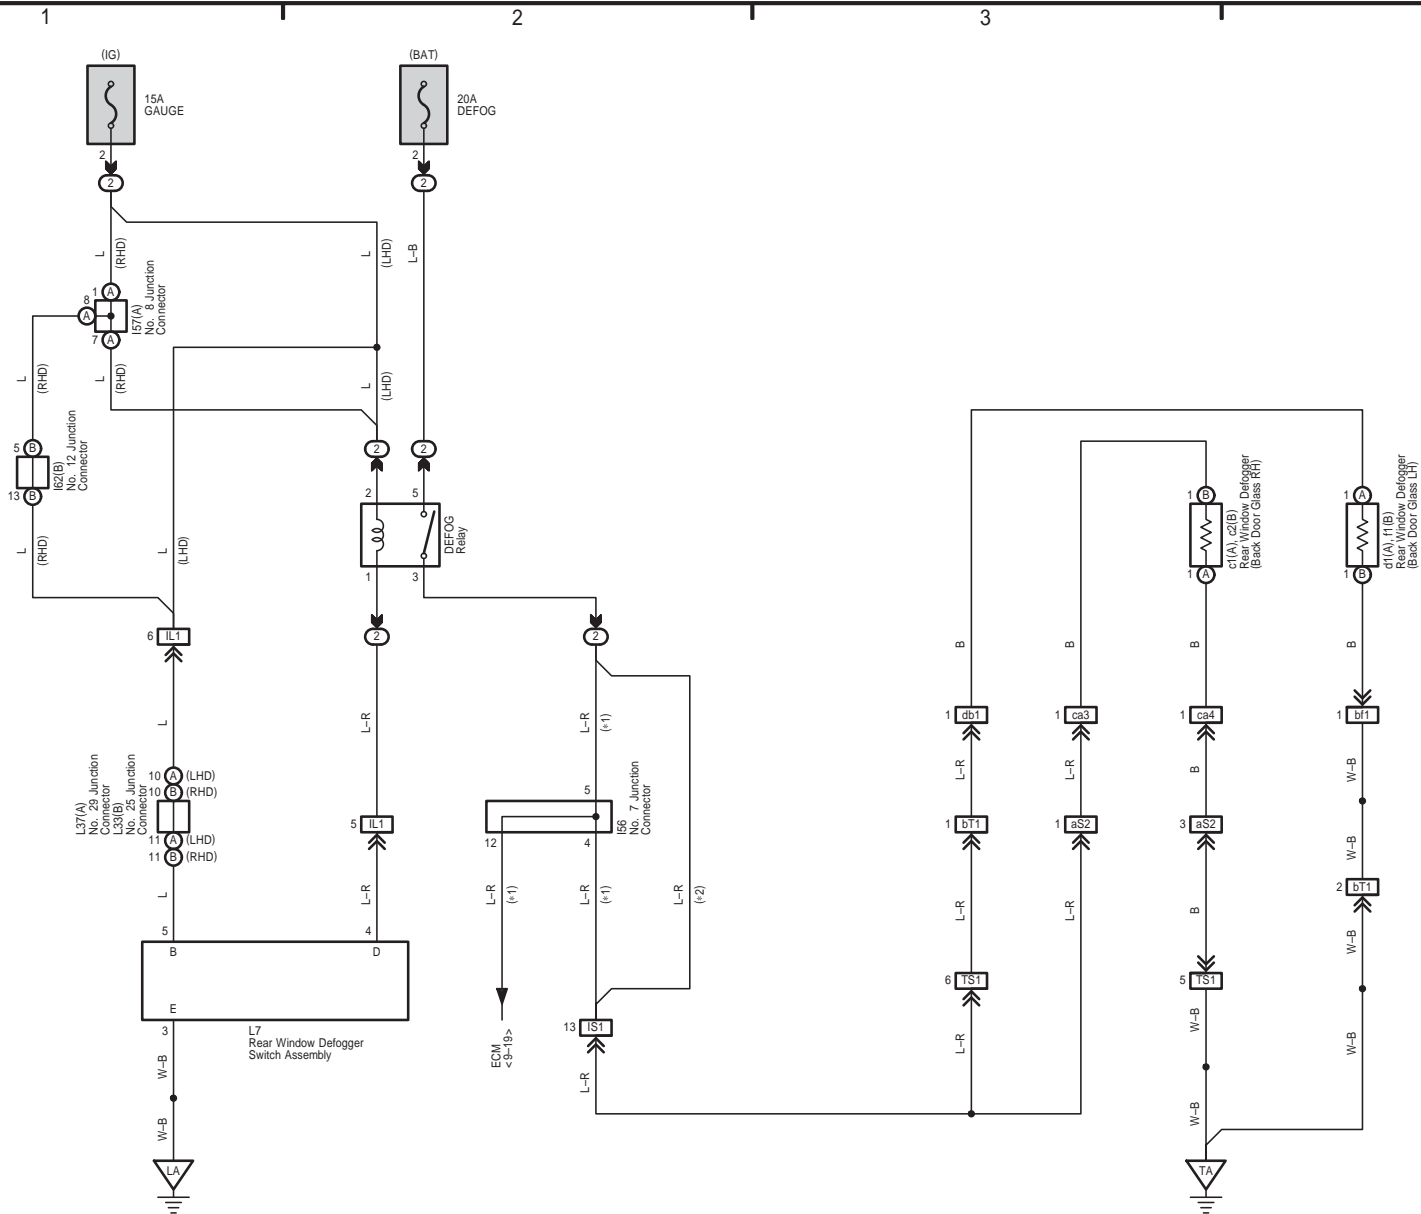 1
2
3
(IG)
(BAT)
15A
GAUGE
20A
DEFOG
2
2
2
2
L
(RHD)
L
(LHD)
L–B
1
A
8
A
7
A
I57(A)
No. 8 Junction
Connector
L
(RHD)
L
(RHD)
L
(LHD)
5
B
13
B
I62(B)
No. 12 Junction
Connector
2
2
2
5
DEFOG
Relay
1
3
1
B
1
A
c1(A), c2(B)
Rear Window Defogger
(Back Door Glass RH)
1
A
1
B
d1(A), f1(B)
Rear Window Defogger
(Back Door Glass LH)
L
(RHD)
L
(LHD)
6
IL1
2
2
B
B
B
B
L
L–R
L–R
(*1)
1
db1
1
ca3
1
ca4
1
bf1
L–R
L–R
B
W–B
L37(A)
No. 29 Junction
Connector
L33(B)
No. 25 Junction
Connector
10
A
(LHD)
10
B
(RHD)
11
A
(LHD)
11
B
(RHD)
5
IL1
5
12
4
I56
No. 7 Junction
Connector
1
bT1
1
aS2
3
aS2
W–B
2
bT1
L
L–R
L–R
(*1)
L–R
(*1)
L–R
(*2)
L–R
L–R
B
W–B
5
4
B
D
E
3
L7
Rear Window Defogger
Switch Assembly
6
TS1
5
TS1
ECM
<9–19>
13
IS1
W–B
L–R
L–R
W–B
W–B
W–B
W–B
LA
TA